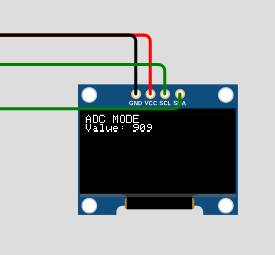 GND VCC SCL SDA
ADC MODE
Value: 909